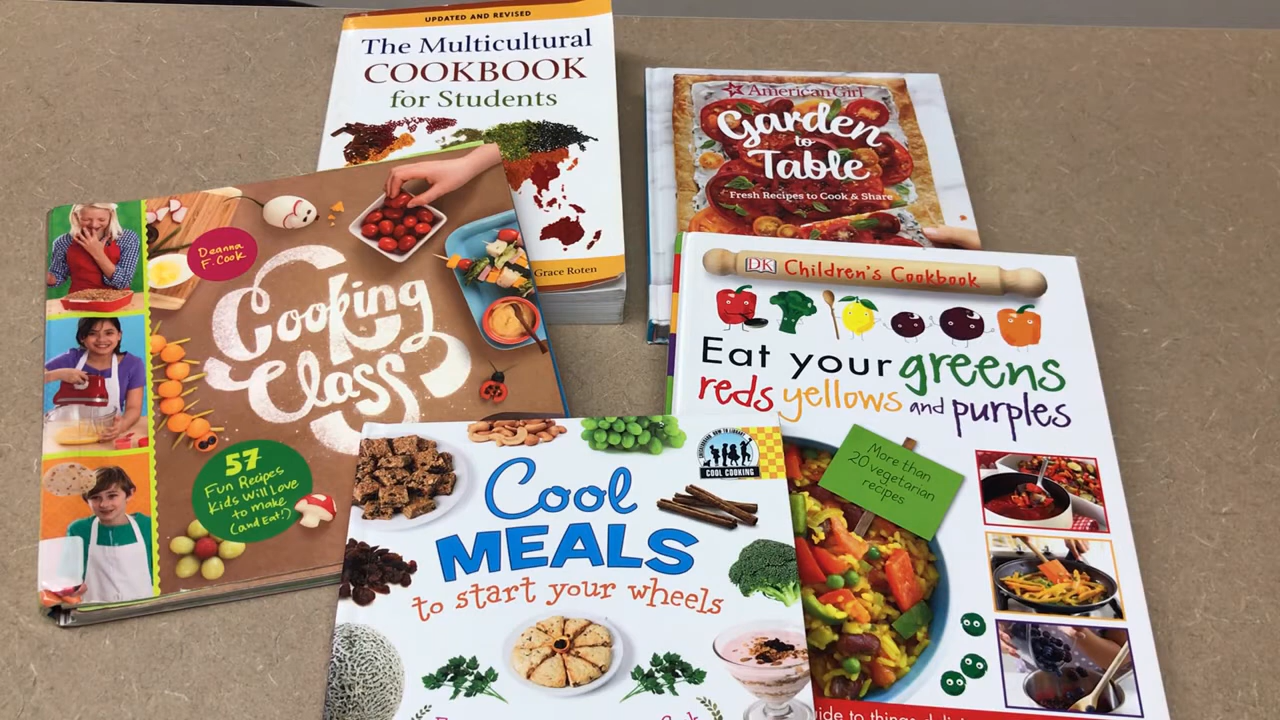 UPDATED AND REVISED
The Multicultural
COOKBOOK
for Students
Grace Roten
AmericanGirl
Garden
to
Table
Fresh Recipes to Cook & Share
Deanna
F. Cook
Cooking
Class
57
Fun Recipes
Kids Will Love
to Make
(and Eat!)
DK Children's Cookbook
Eat your greens
reds yellows and purples
More than
20 vegetarian
recipes
COOL COOKING
Cool
MEALS
to start your wheels